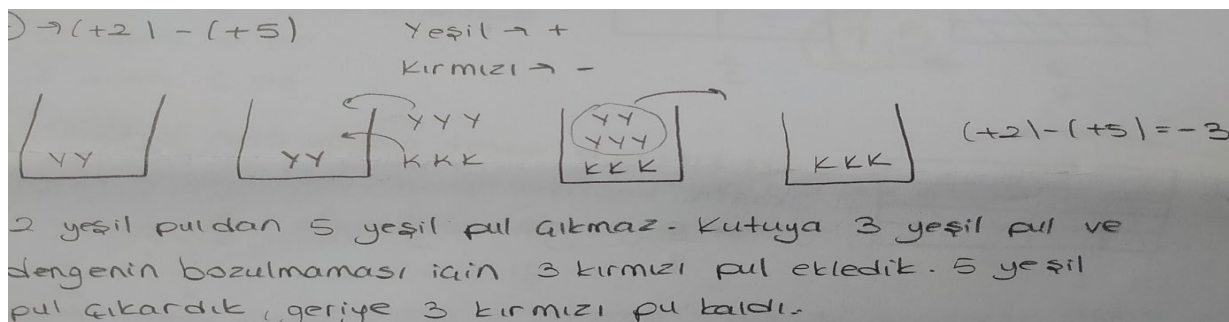 → (+2) - (+5) Yeşil → +
Kırmızı → -
YY YY YYY YY
KKK YYY
KKK KKK (+2) - (+5) = -3
2 yeşil puldan 5 yeşil pul çıkmaz. Kutuya 3 yeşil pul ve
dengenin bozulmaması için 3 kırmızı pul ekledik. 5 yeşil
pul çıkardık, geriye 3 kırmızı pu kaldı.